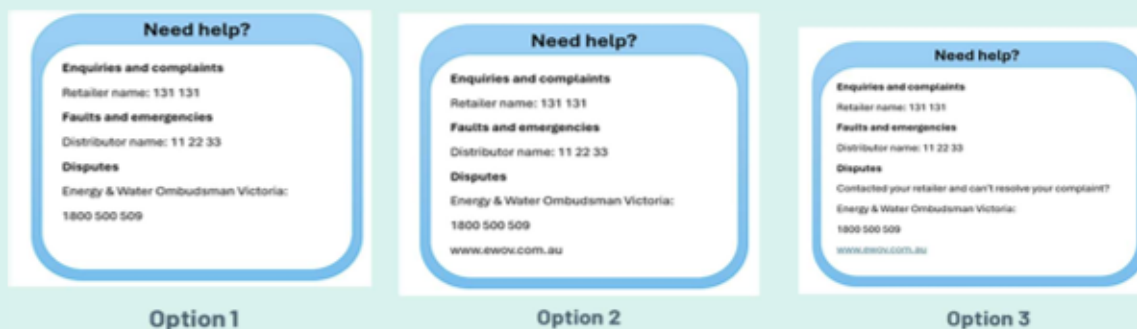 Need help?
Enquiries and complaints
Retailer name: 131 131
Faults and emergencies
Distributor name: 11 22 33
Disputes
Energy & Water Ombudsman Victoria:
1800 500 509
Option 1
Need help?
Enquiries and complaints
Retailer name: 131 131
Faults and emergencies
Distributor name: 11 22 33
Disputes
Energy & Water Ombudsman Victoria:
1800 500 509
www.ewov.com.au
Option 2
Need help?
Enquiries and complaints
Retailer name: 131 131
Faults and emergencies
Distributor name: 11 22 33
Disputes
Contacted your retailer and can't resolve your complaint?
Energy & Water Ombudsman Victoria:
1800 500 509
www.ewov.com.au
Option 3